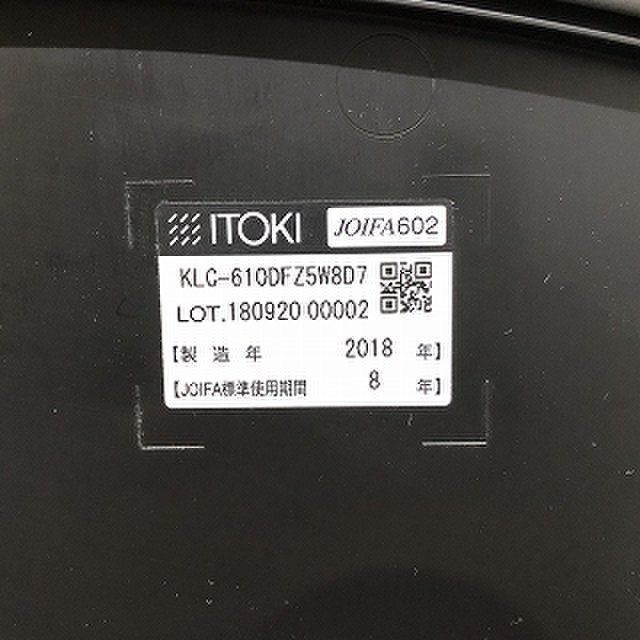 ITOKI JOIFA602
KLC-610DFZ5W8D7
LOT.180920 00002
【製 造 年 2018 年】
【JOIFA標準使用期間 8 年】